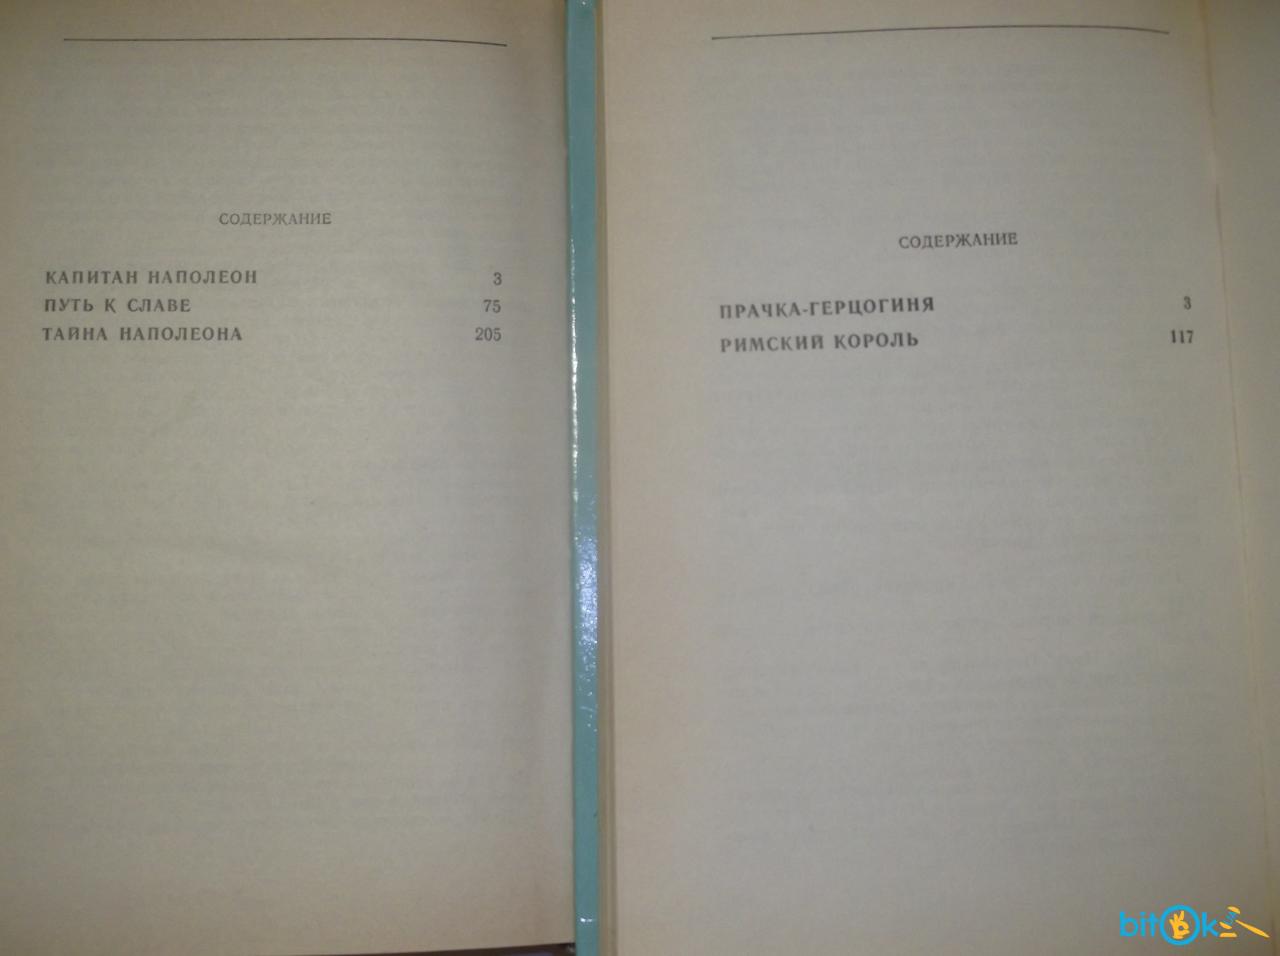 СОДЕРЖАНИЕ
КАПИТАН НАПОЛЕОН 3
ПУТЬ К СЛАВЕ 75
ТАЙНА НАПОЛЕОНА 205
СОДЕРЖАНИЕ
ПРАЧКА-ГЕРЦОГИНЯ 3
РИМСКИЙ КОРОЛЬ 117
bitOk